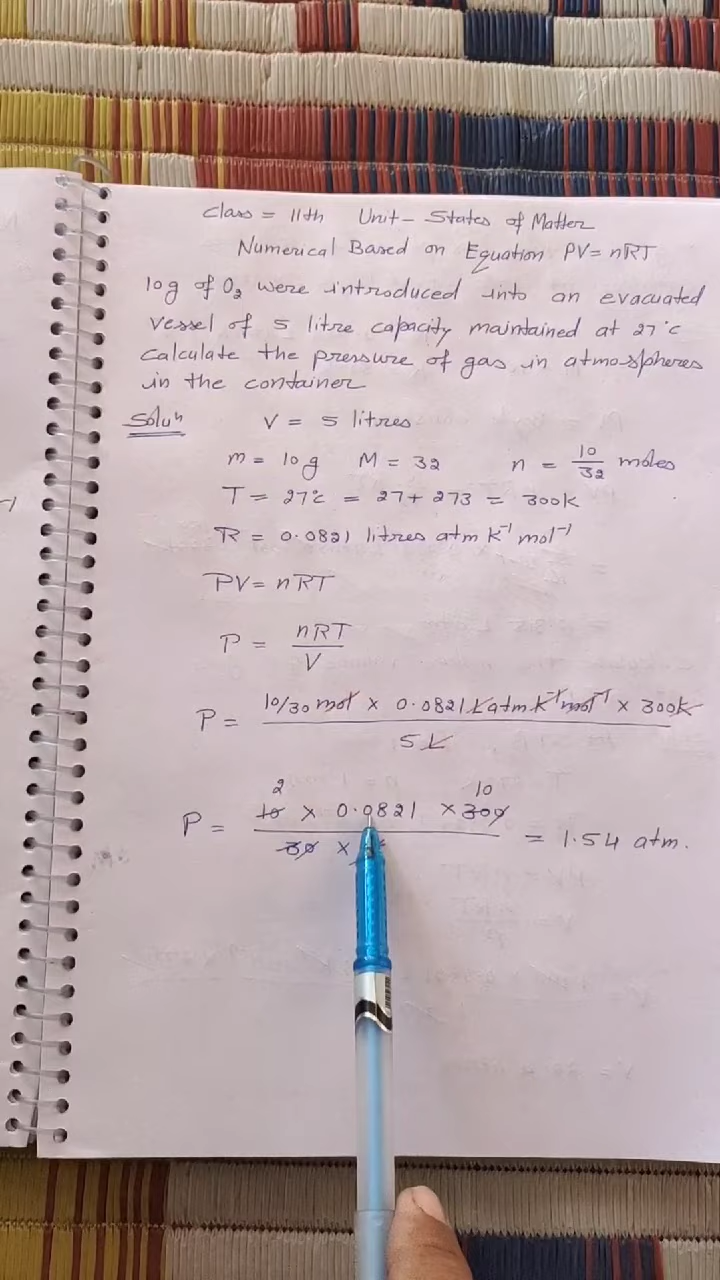 Class = 11th Unit - States of Matter
Numerical Based on Equation PV = nRT
10g of O₂ were introduced into an evacuated
vessel of 5 litre capacity maintained at 27°c
calculate the pressure of gas in atmospheres
in the container
Soluⁿ V = 5 litres
m = 10g M = 32 n = 10/32 moles
T = 27°c = 27 + 273 = 300k
R = 0.0821 litres atm k⁻¹ mol⁻¹
PV = nRT
P = nRT/V
P = 10/30 mol x 0.0821 L atm k⁻¹ mol⁻¹ x 300k
5 L
2 10
P = 10 x 0.0821 x 300 = 1.54 atm.
30 x